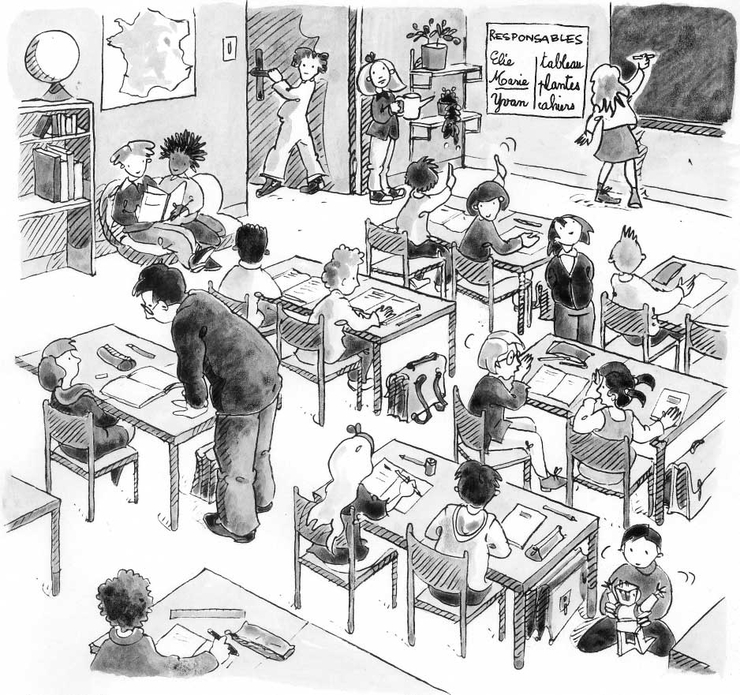 RESPONSABLES
Elie tableau
Marie plantes
Yvan cahiers